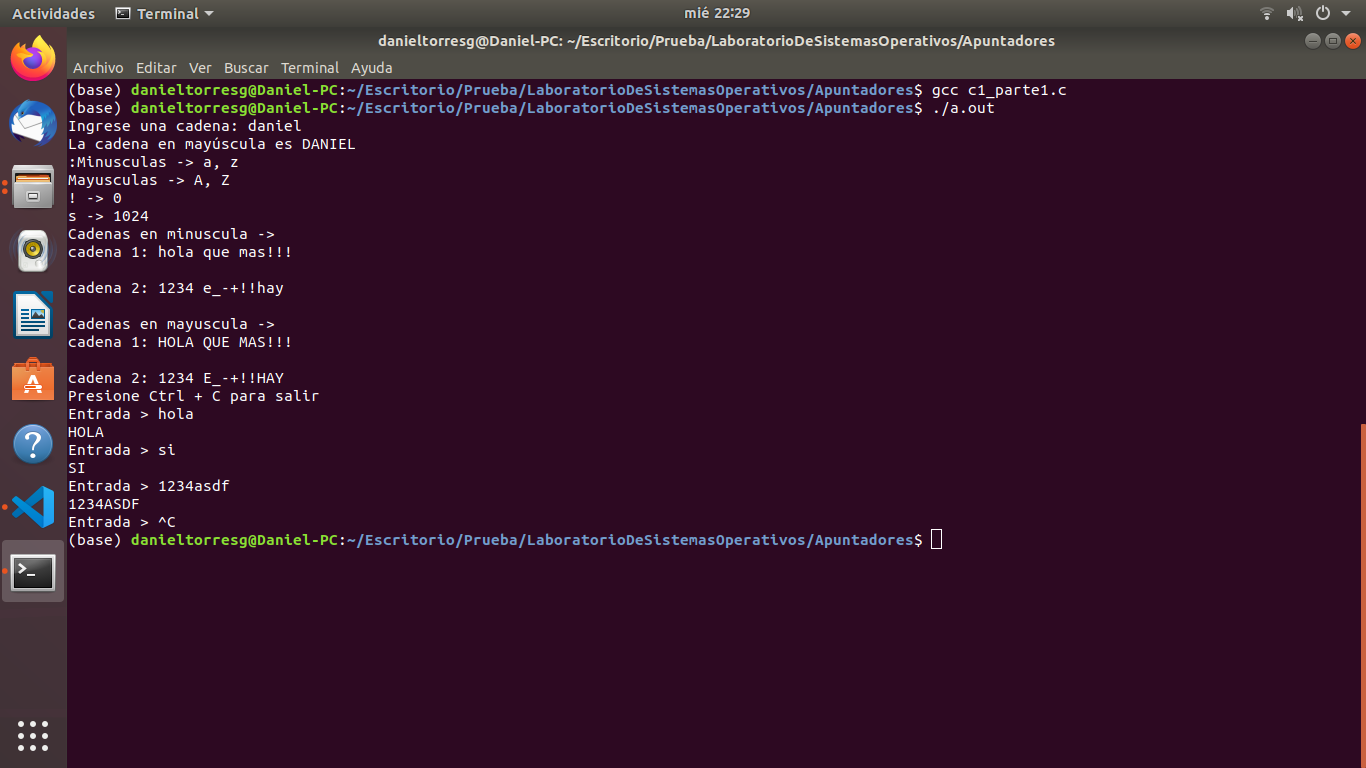 Actividades Terminal mié 22:29
danieltorresg@Daniel-PC: ~/Escritorio/Prueba/LaboratorioDeSistemasOperativos/Apuntadores
Archivo Editar Ver Buscar Terminal Ayuda
(base) danieltorresg@Daniel-PC:~/Escritorio/Prueba/LaboratorioDeSistemasOperativos/Apuntadores$ gcc c1_parte1.c
(base) danieltorresg@Daniel-PC:~/Escritorio/Prueba/LaboratorioDeSistemasOperativos/Apuntadores$ ./a.out
Ingrese una cadena: daniel
La cadena en mayúscula es DANIEL
:Minusculas -> a, z
Mayusculas -> A, Z
! -> 0
s -> 1024
Cadenas en minuscula ->
cadena 1: hola que mas!!!
cadena 2: 1234 e_-+!!hay
Cadenas en mayuscula ->
cadena 1: HOLA QUE MAS!!!
cadena 2: 1234 E_-+!!HAY
Presione Ctrl + C para salir
Entrada > hola
HOLA
Entrada > si
SI
Entrada > 1234asdf
1234ASDF
Entrada > ^C
(base) danieltorresg@Daniel-PC:~/Escritorio/Prueba/LaboratorioDeSistemasOperativos/Apuntadores$